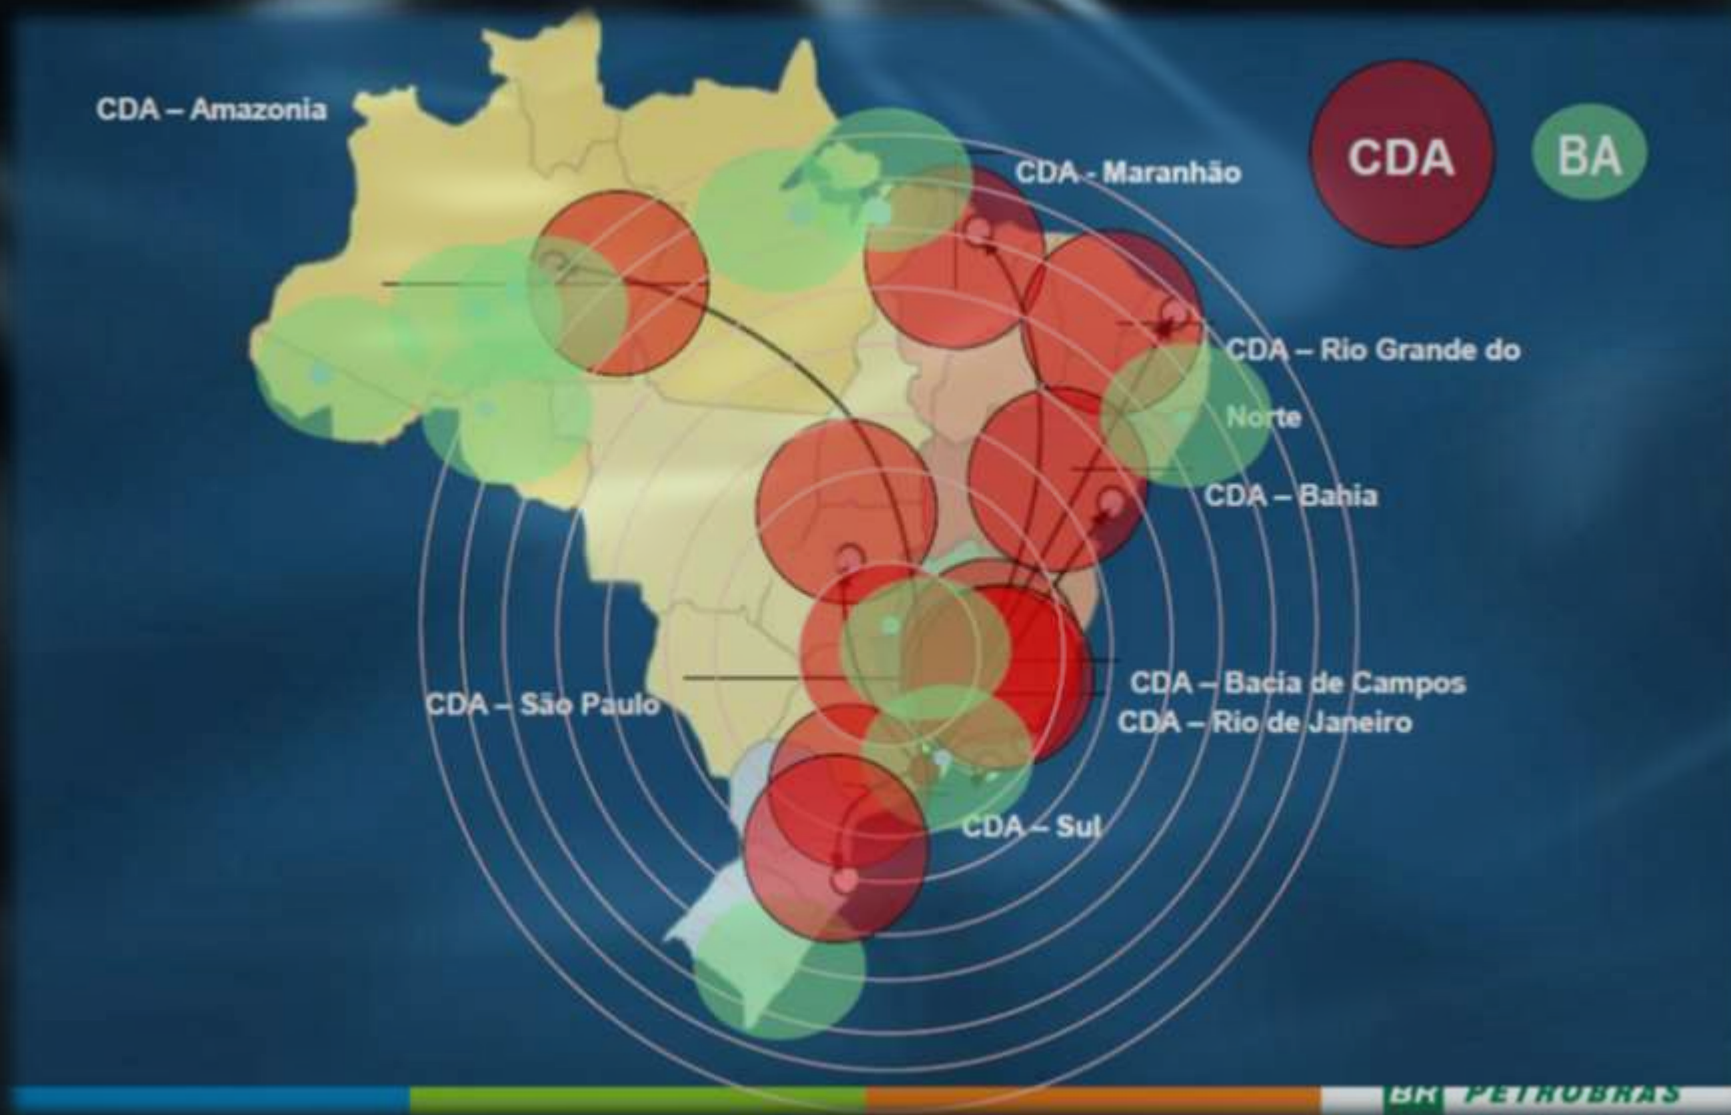 CDA – Amazonia
CDA - Maranhão
CDA
BA
CDA – Rio Grande do
Norte
CDA – Bahia
CDA – Bacia de Campos
CDA – São Paulo
CDA – Rio de Janeiro
CDA – Sul
BR PETROBRAS